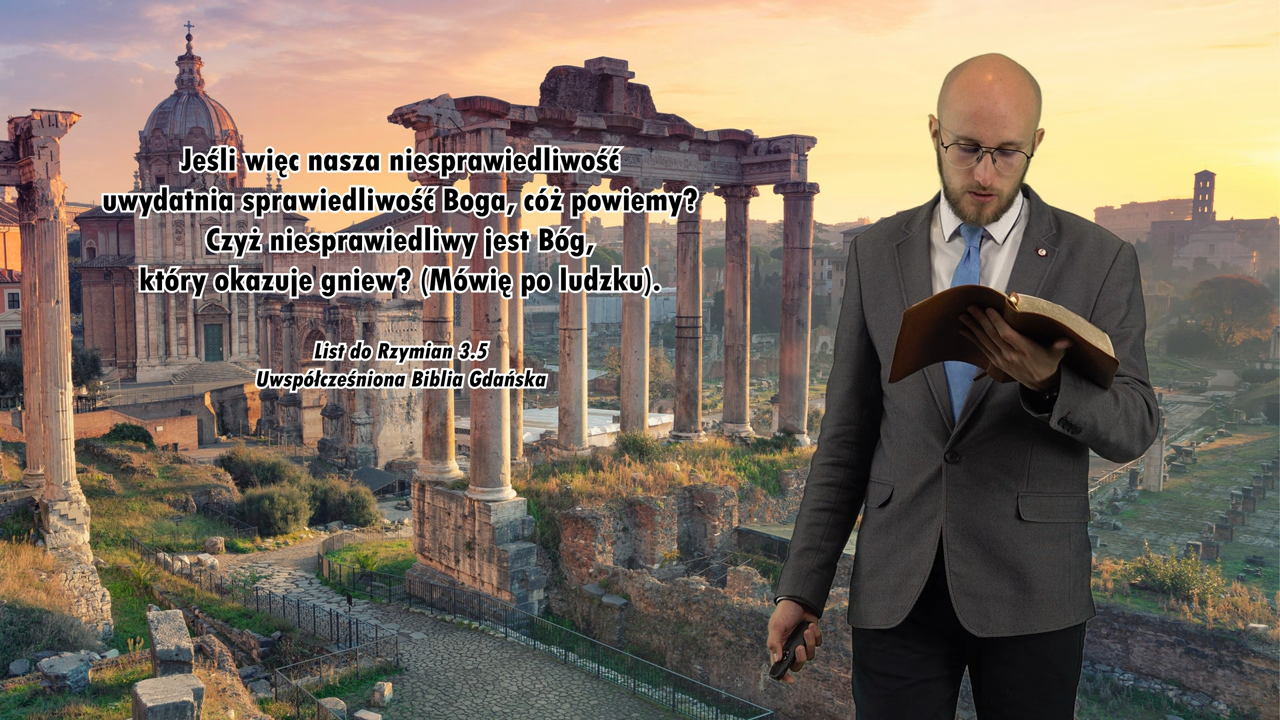 Jeśli więc nasza niesprawiedliwość
uwydatnia sprawiedliwość Boga, cóż powiemy?
Czyż niesprawiedliwy jest Bóg,
który okazuje gniew? (Mówię po ludzku).
List do Rzymian 3.5
Uwspółcześniona Biblia Gdańska